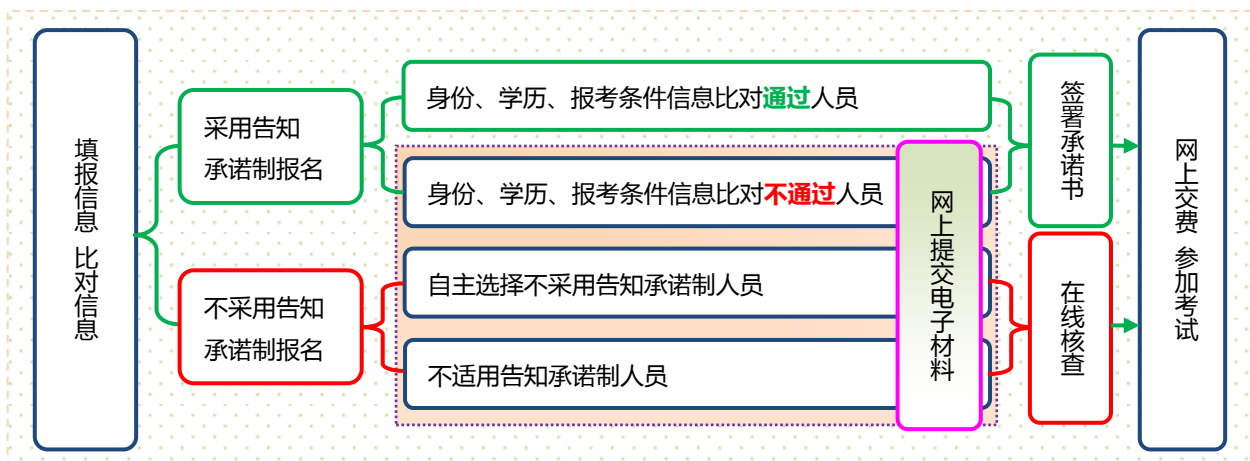 填报信息 比对信息
采用告知
承诺制报名
不采用告知
承诺制报名
身份、学历、报考条件信息比对通过人员
身份、学历、报考条件信息比对不通过人员
自主选择不采用告知承诺制人员
不适用告知承诺制人员
网上提交电子材料
签署承诺书
在线核查
网上交费 参加考试